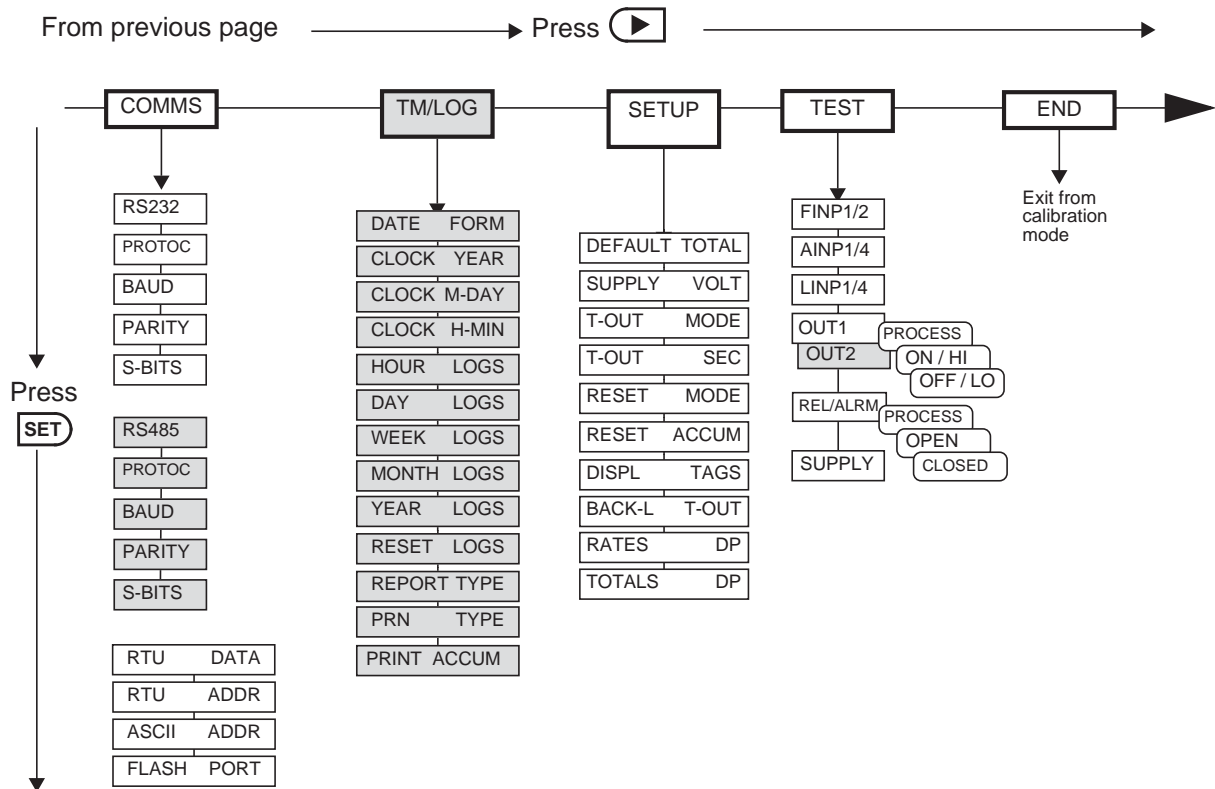 From previous page
Press
COMMS
TM/LOG
SETUP
TEST
END
Press
SET
RS232
PROTOC
BAUD
PARITY
S-BITS
RS485
PROTOC
BAUD
PARITY
S-BITS
RTU DATA
RTU ADDR
ASCII ADDR
FLASH PORT
DATE FORM
CLOCK YEAR
CLOCK M-DAY
CLOCK H-MIN
HOUR LOGS
DAY LOGS
WEEK LOGS
MONTH LOGS
YEAR LOGS
RESET LOGS
REPORT TYPE
PRN TYPE
PRINT ACCUM
DEFAULT TOTAL
SUPPLY VOLT
T-OUT MODE
T-OUT SEC
RESET MODE
RESET ACCUM
DISPL TAGS
BACK-L T-OUT
RATES DP
TOTALS DP
FINP1/2
AINP1/4
LINP1/4
OUT1
OUT2
PROCESS
ON / HI
OFF / LO
REL/ALRM
PROCESS
OPEN
CLOSED
SUPPLY
Exit from
calibration
mode